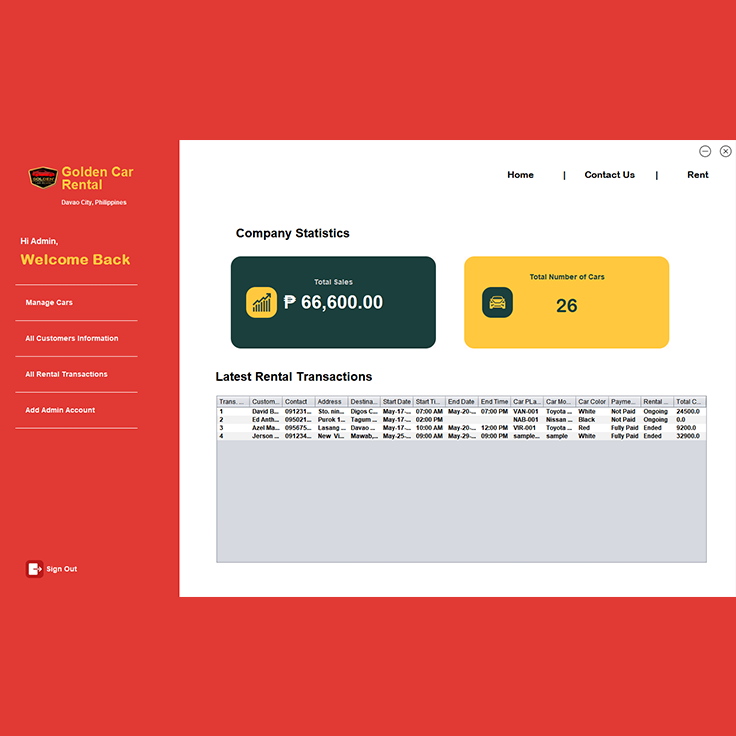 Golden Car
Rental
Davao City, Philippines
Hi Admin,
Welcome Back
Manage Cars
All Customers Information
All Rental Transactions
Add Admin Account
Sign Out
Home | Contact Us | Rent
Company Statistics
Total Sales
₱ 66,600.00
Total Number of Cars
26
Latest Rental Transactions
Trans. ... Custom... Contact Address Destina... Start Date Start Ti... End Date End Time Car PLa... Car Mo... Car Color Payme... Rental ... Total C...
1 David B... 091231... Sto. nin... Digos C... May-17-... 07:00 AM May-20-... 07:00 PM VAN-001 Toyota ... White Not Paid Ongoing 24500.0
2 Ed Anth... 095021... Purok 1... Tagum ... May-17-... 02:00 PM NAB-001 Nissan ... Black Not Paid Ongoing 0.0
3 Azel Ma... 095675... Lasang ... Davao ... May-17-... 10:00 AM May-20-... 12:00 PM VIR-001 Toyota ... Red Fully Paid Ended 9200.0
4 Jerson ... 091234... New Vi... Mawab,... May-25-... 09:00 AM May-29-... 09:00 PM sample... sample White Fully Paid Ended 32900.0